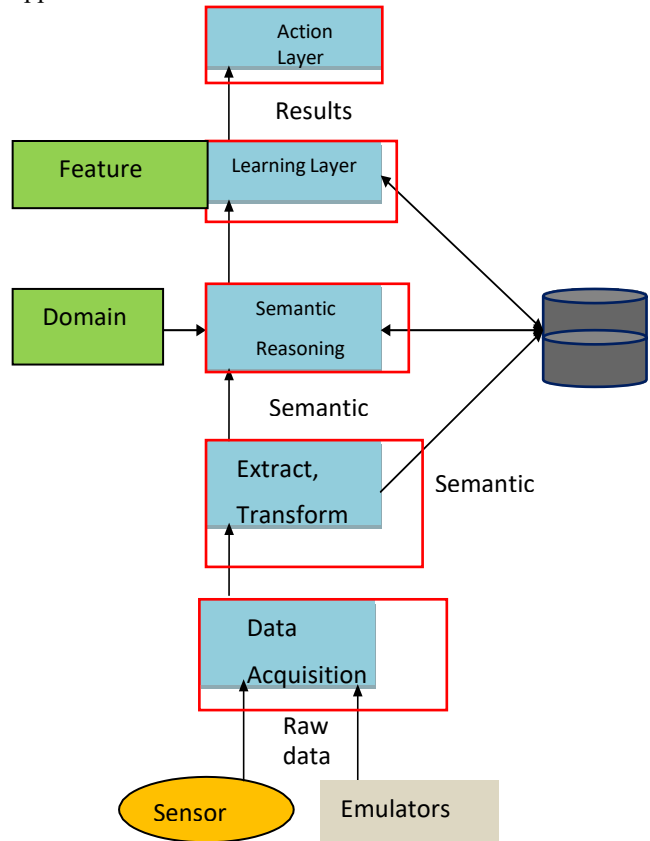 Action
Layer
Results
Feature
Learning Layer
Domain
Semantic
Reasoning
Semantic
Extract,
Transform
Semantic
Data
Acquisition
Raw
data
Sensor
Emulators